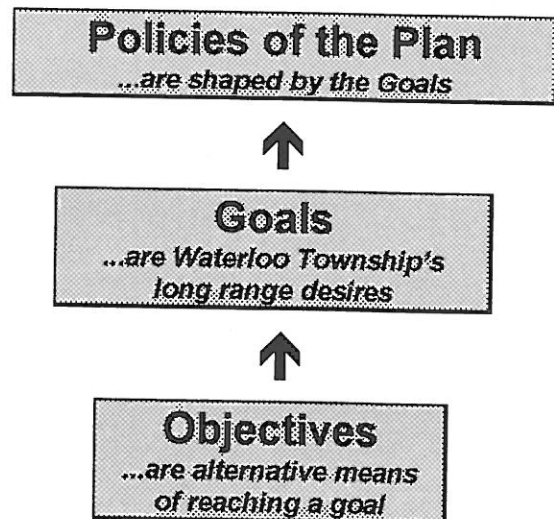 Policies of the Plan
...are shaped by the Goals
Goals
...are Waterloo Township's
long range desires
Objectives
...are alternative means
of reaching a goal